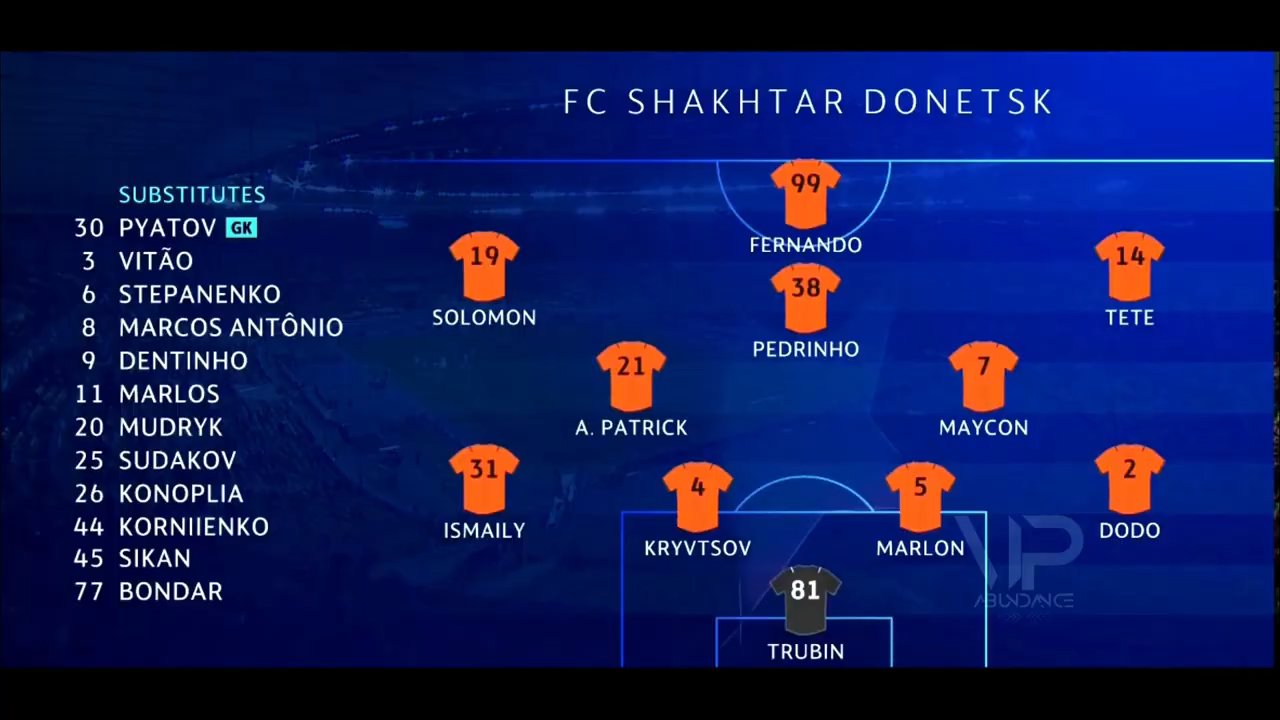 FC SHAKHTAR DONETSK
SUBSTITUTES
30 PYATOV GK
3 VITÃO
6 STEPANENKO
8 MARCOS ANTÔNIO
9 DENTINHO
11 MARLOS
20 MUDRYK
25 SUDAKOV
26 KONOPLIA
44 KORNIIENKO
45 SIKAN
77 BONDAR
99
FERNANDO
19
SOLOMON
38
PEDRINHO
14
TETE
21
A. PATRICK
7
MAYCON
31
ISMAILY
4
KRYVTSOV
5
MARLON
2
DODO
81
TRUBIN
VP
ABUNDANCE